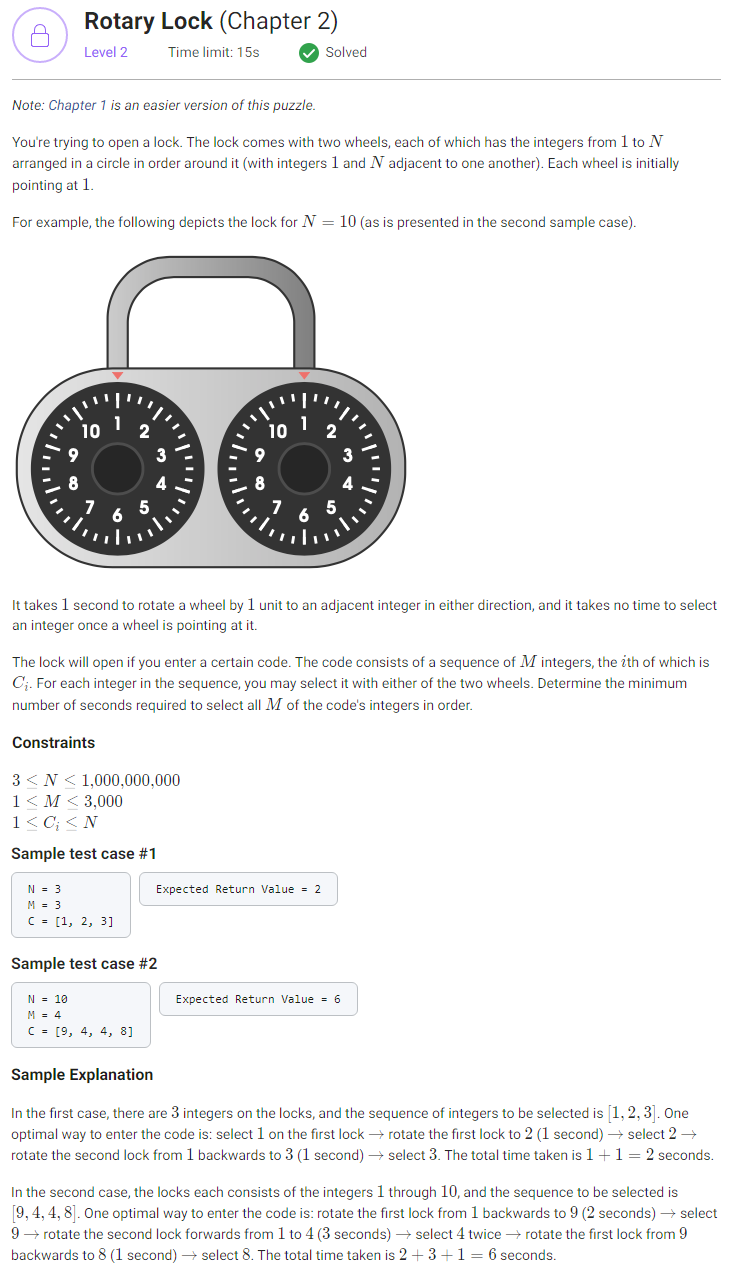 Rotary Lock (Chapter 2)
Level 2 Time limit: 15s Solved
Note: Chapter 1 is an easier version of this puzzle.
You're trying to open a lock. The lock comes with two wheels, each of which has the integers from 1 to N
arranged in a circle in order around it (with integers 1 and N adjacent to one another). Each wheel is initially
pointing at 1.
For example, the following depicts the lock for N = 10 (as is presented in the second sample case).
1 2 3 4 5 6 7 8 9 10
1 2 3 4 5 6 7 8 9 10
It takes 1 second to rotate a wheel by 1 unit to an adjacent integer in either direction, and it takes no time to select
an integer once a wheel is pointing at it.
The lock will open if you enter a certain code. The code consists of a sequence of M integers, the ith of which is
C_i. For each integer in the sequence, you may select it with either of the two wheels. Determine the minimum
number of seconds required to select all M of the code's integers in order.
Constraints
3 ≤ N ≤ 1,000,000,000
1 ≤ M ≤ 3,000
1 ≤ C_i ≤ N
Sample test case #1
N = 3
M = 3
C = [1, 2, 3]
Expected Return Value = 2
Sample test case #2
N = 10
M = 4
C = [9, 4, 4, 8]
Expected Return Value = 6
Sample Explanation
In the first case, there are 3 integers on the locks, and the sequence of integers to be selected is [1, 2, 3]. One
optimal way to enter the code is: select 1 on the first lock → rotate the first lock to 2 (1 second) → select 2 →
rotate the second lock from 1 backwards to 3 (1 second) → select 3. The total time taken is 1 + 1 = 2 seconds.
In the second case, the locks each consists of the integers 1 through 10, and the sequence to be selected is
[9, 4, 4, 8]. One optimal way to enter the code is: rotate the first lock from 1 backwards to 9 (2 seconds) → select
9 → rotate the second lock forwards from 1 to 4 (3 seconds) → select 4 twice → rotate the first lock from 9
backwards to 8 (1 second) → select 8. The total time taken is 2 + 3 + 1 = 6 seconds.